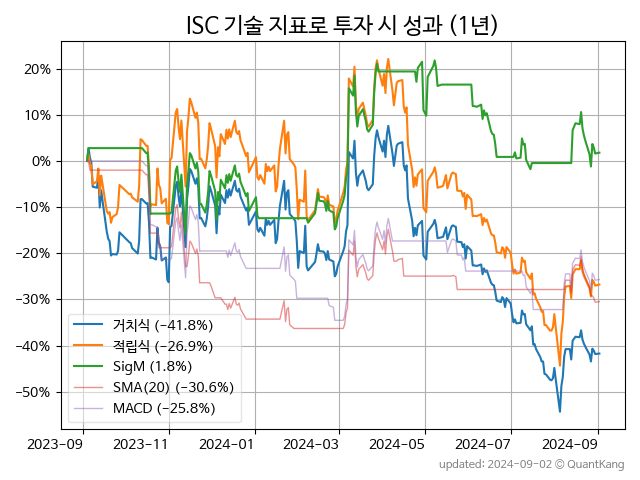 ISC 기술 지표로 투자 시 성과 (1년)
20%
10%
0%
−10%
−20%
−30%
−40%
−50%
거치식 (−41.8%)
적립식 (−26.9%)
SigM (1.8%)
SMA(20) (−30.6%)
MACD (−25.8%)
2023-09 2023-11 2024-01 2024-03 2024-05 2024-07 2024-09
updated: 2024-09-02 ⓒ QuantKang